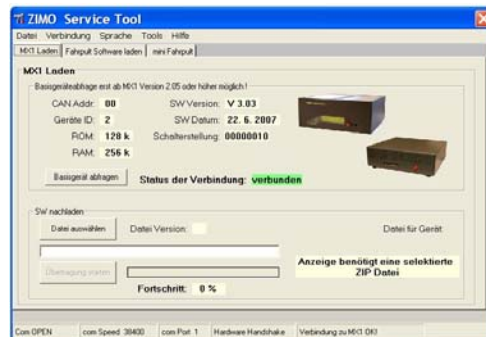 ZIMO Service Tool
Datei Verbindung Sprache Tools Hilfe
MX1 Laden Fahrpult Software laden mini Fahrpult
MX1 Laden
Basisgeräteabfrage erst ab MX1 Version 2.05 oder höher möglich !
CAN Addr: 00 SW Version: V 3.03
Geräte ID: 2 SW Datum: 22. 6. 2007
ROM: 128 k Schalterstellung: 00000010
RAM: 256 k
Basisgerät abfragen Status der Verbindung: verbunden
SW nachladen
Datei auswählen Datei Version: Datei für Gerät:
Übertragung starten
Anzeige benötigt eine selektierte
ZIP Datei
Fortschritt: 0 %
Com OPEN com Speed 38400 com Port 1 Hardware Handshake Verbindung zu MX1 OK!